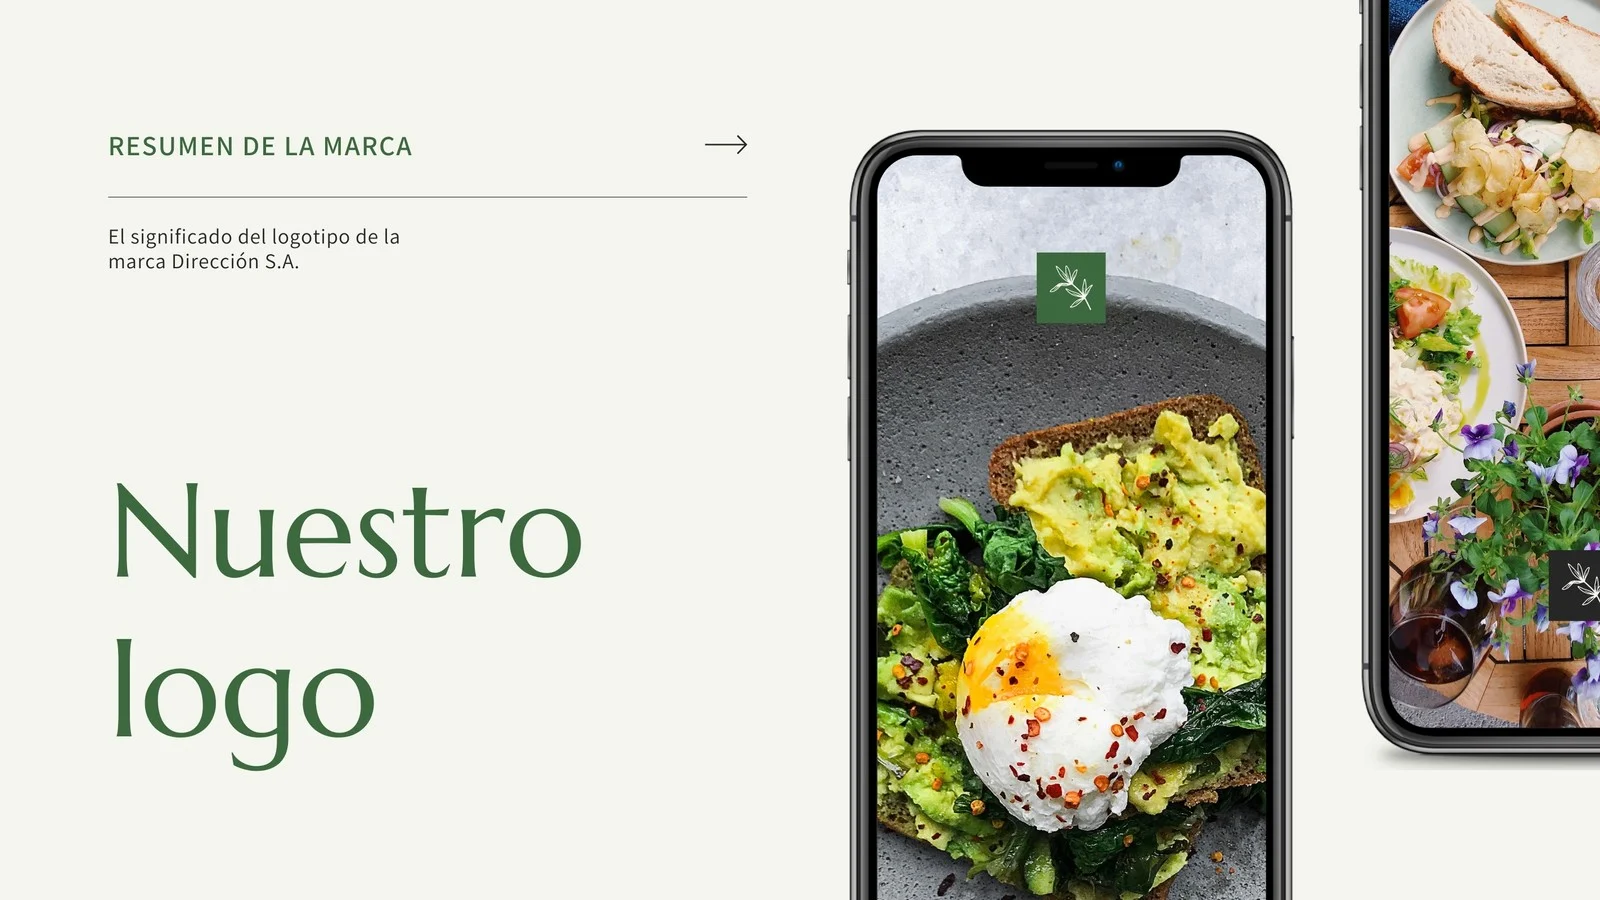 RESUMEN DE LA MARCA
El significado del logotipo de la
marca Dirección S.A.
Nuestro
logo